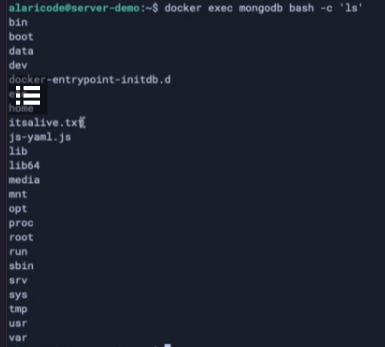 alaricode@server-demo:~$ docker exec mongodb bash -c 'ls'
bin
boot
data
dev
docker-entrypoint-initdb.d
home
itsalive.txt
js-yaml.js
lib
lib64
media
mnt
opt
proc
root
run
sbin
srv
sys
tmp
usr
var